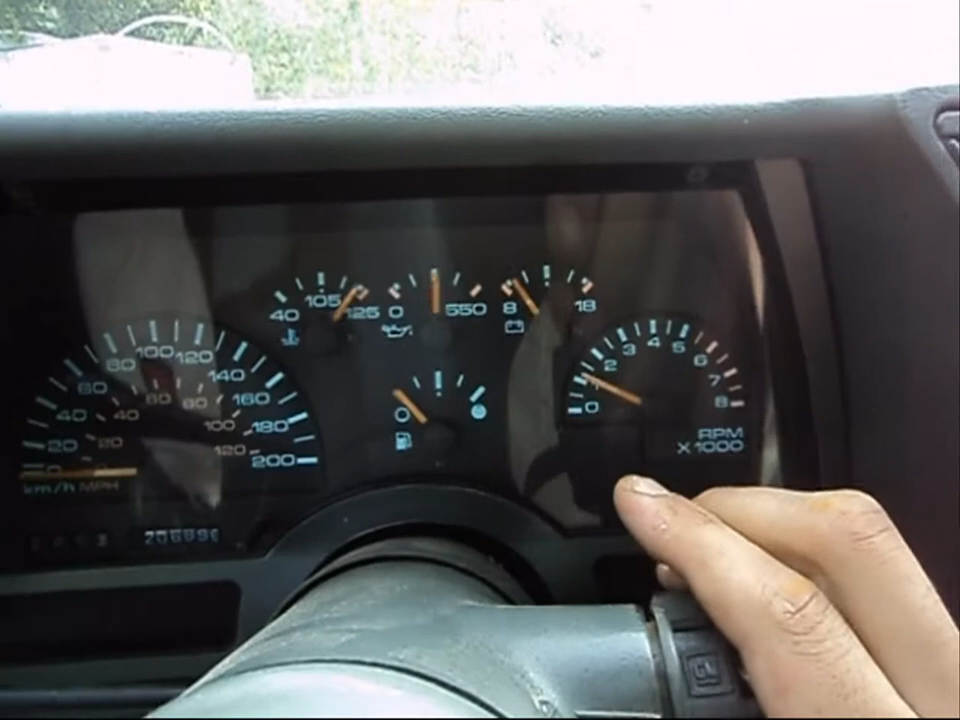 40 105 125
0 550
8 18
20 40 60 80 100 120 140 160 180 200
20 40 60 80 100 120
km/h MPH
0 1 2 3 4 5 6 7 8
RPM
X1000
GM